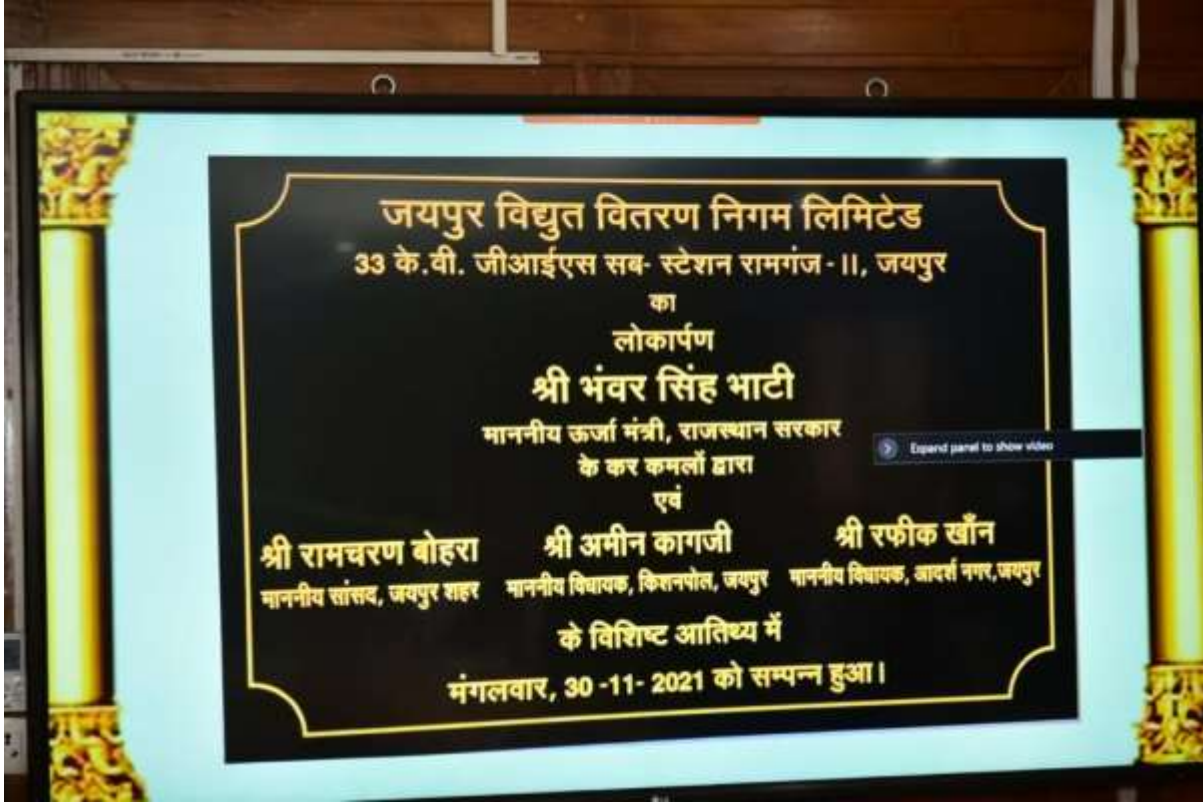 जयपुर विद्युत वितरण निगम लिमिटेड
33 के.वी. जीआईएस सब- स्टेशन रामगंज - II, जयपुर
का
लोकार्पण
श्री भंवर सिंह भाटी
माननीय ऊर्जा मंत्री, राजस्थान सरकार
के कर कमलों द्वारा
Expand panel to show video
एवं
श्री रामचरण बोहरा
माननीय सांसद, जयपुर शहर
श्री अमीन कागजी
माननीय विधायक, किशनपोल, जयपुर
श्री रफीक खाँन
माननीय विधायक, आदर्श नगर,जयपुर
के विशिष्ट आतिथ्य में
मंगलवार, 30 -11- 2021 को सम्पन्न हुआ।